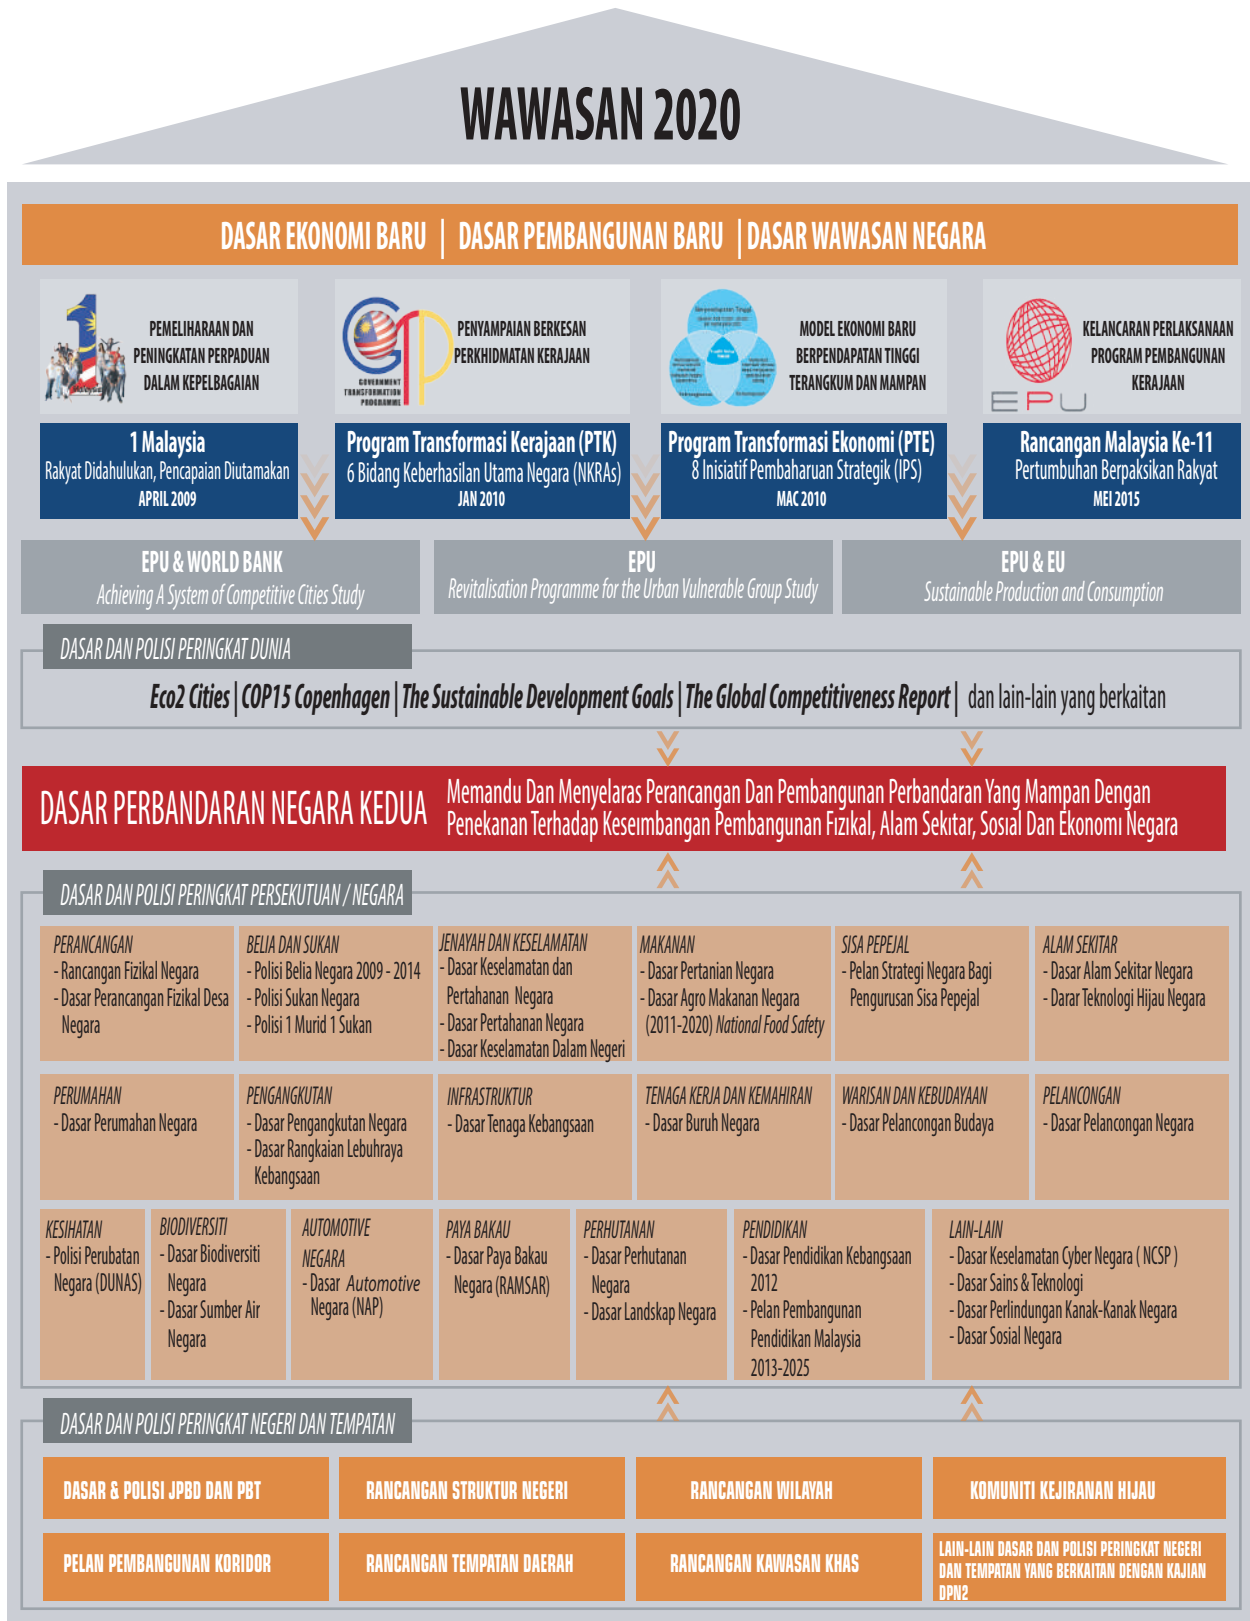 WAWASAN 2020
DASAR EKONOMI BARU | DASAR PEMBANGUNAN BARU | DASAR WAWASAN NEGARA
PEMELIHARAAN DAN
PENINGKATAN PERPADUAN
DALAM KEPELBAGAIAN
1 Malaysia
Rakyat Didahulukan, Pencapaian Diutamakan
APRIL 2009
GOVERNMENT
TRANSFORMATION
PROGRAMME
PENYAMPAIAN BERKESAN
PERKHIDMATAN KERAJAAN
Program Transformasi Kerajaan (PTK)
6 Bidang Keberhasilan Utama Negara (NKRAs)
JAN 2010
MODEL EKONOMI BARU
BERPENDAPATAN TINGGI
TERANGKUM DAN MAMPAN
Program Transformasi Ekonomi (PTE)
8 Inisiatif Pembaharuan Strategik (IPS)
MAC 2010
EPU
KELANCARAN PERLAKSANAAN
PROGRAM PEMBANGUNAN
KERAJAAN
Rancangan Malaysia Ke-11
Pertumbuhan Berpaksikan Rakyat
MEI 2015
EPU & WORLD BANK
Achieving A System of Competitive Cities Study
EPU
Revitalisation Programme for the Urban Vulnerable Group Study
EPU & EU
Sustainable Production and Consumption
DASAR DAN POLISI PERINGKAT DUNIA
Eco2 Cities | COP15 Copenhagen | The Sustainable Development Goals | The Global Competitiveness Report | dan lain-lain yang berkaitan
DASAR PERBANDARAN NEGARA KEDUA
Memandu Dan Menyelaras Perancangan Dan Pembangunan Perbandaran Yang Mampan Dengan
Penekanan Terhadap Keseimbangan Pembangunan Fizikal, Alam Sekitar, Sosial Dan Ekonomi Negara
DASAR DAN POLISI PERINGKAT PERSEKUTUAN / NEGARA
PERANCANGAN
- Rancangan Fizikal Negara
- Dasar Perancangan Fizikal Desa
Negara
BELIA DAN SUKAN
- Polisi Belia Negara 2009 - 2014
- Polisi Sukan Negara
- Polisi 1 Murid 1 Sukan
JENAYAH DAN KESELAMATAN
- Dasar Keselamatan dan
Pertahanan Negara
- Dasar Pertahanan Negara
- Dasar Keselamatan Dalam Negeri
MAKANAN
- Dasar Pertanian Negara
- Dasar Agro Makanan Negara
(2011-2020) National Food Safety
SISA PEPEJAL
- Pelan Strategi Negara Bagi
Pengurusan Sisa Pepejal
ALAM SEKITAR
- Dasar Alam Sekitar Negara
- Darar Teknologi Hijau Negara
PERUMAHAN
- Dasar Perumahan Negara
PENGANGKUTAN
- Dasar Pengangkutan Negara
- Dasar Rangkaian Lebuhraya
Kebangsaan
INFRASTRUKTUR
- Dasar Tenaga Kebangsaan
TENAGA KERJA DAN KEMAHIRAN
- Dasar Buruh Negara
WARISAN DAN KEBUDAYAAN
- Dasar Pelancongan Budaya
PELANCONGAN
- Dasar Pelancongan Negara
KESIHATAN
- Polisi Perubatan
Negara (DUNAS)
BIODIVERSITI
- Dasar Biodiversiti
Negara
- Dasar Sumber Air
Negara
AUTOMOTIVE
NEGARA
- Dasar Automotive
Negara (NAP)
PAYA BAKAU
- Dasar Paya Bakau
Negara (RAMSAR)
PERHUTANAN
- Dasar Perhutanan
Negara
- Dasar Landskap Negara
PENDIDIKAN
- Dasar Pendidikan Kebangsaan
2012
- Pelan Pembangunan
Pendidikan Malaysia
2013-2025
LAIN-LAIN
- Dasar Keselamatan Cyber Negara ( NCSP )
- Dasar Sains & Teknologi
- Dasar Perlindungan Kanak-Kanak Negara
- Dasar Sosial Negara
DASAR DAN POLISI PERINGKAT NEGERI DAN TEMPATAN
DASAR & POLISI JPBD DAN PBT
RANCANGAN STRUKTUR NEGERI
RANCANGAN WILAYAH
KOMUNITI KEJIRANAN HIJAU
PELAN PEMBANGUNAN KORIDOR
RANCANGAN TEMPATAN DAERAH
RANCANGAN KAWASAN KHAS
LAIN-LAIN DASAR DAN POLISI PERINGKAT NEGERI
DAN TEMPATAN YANG BERKAITAN DENGAN KAJIAN
DPN2